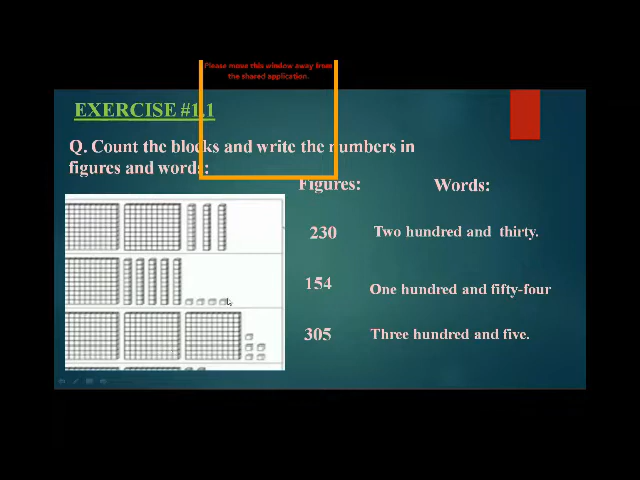 Please move this window away from
the shared application.
EXERCISE #1.1
Q. Count the blocks and write the numbers in
figures and words:
Figures: Words:
230 Two hundred and thirty.
154 One hundred and fifty-four
305 Three hundred and five.